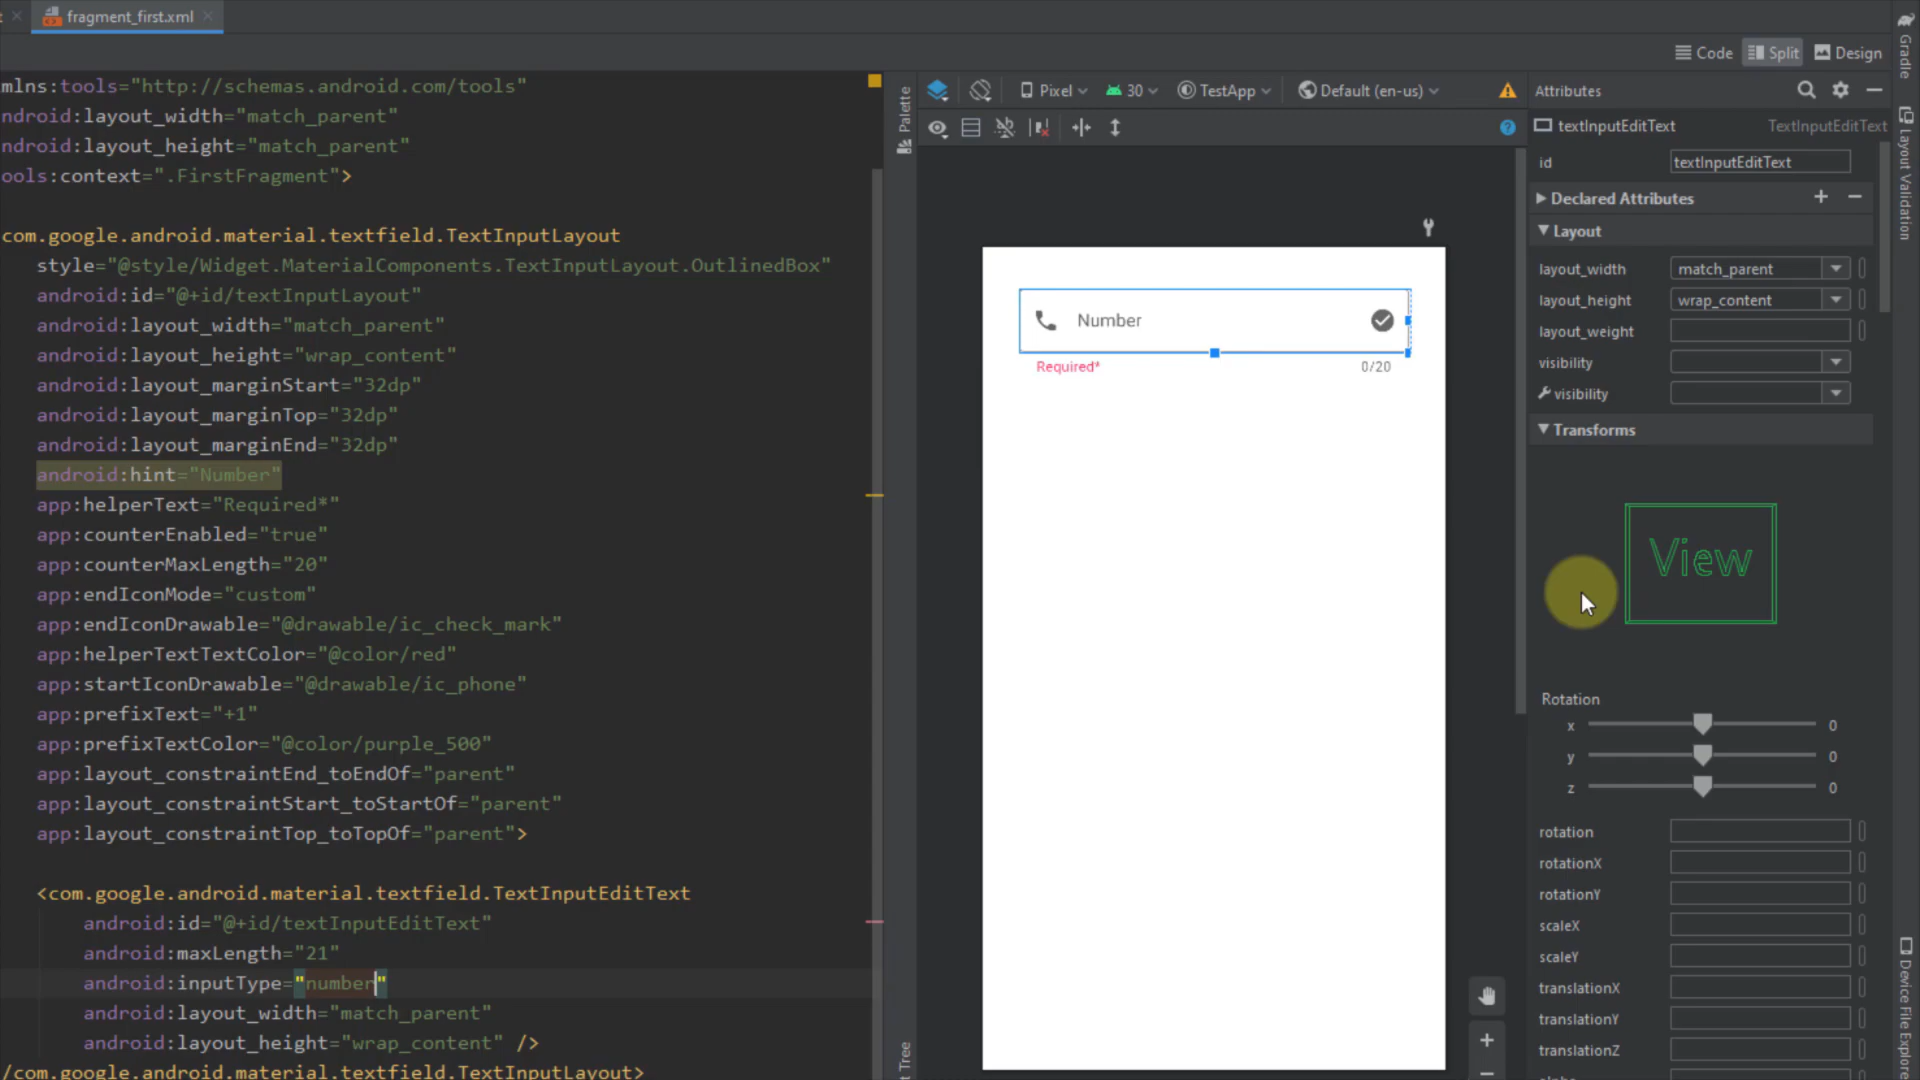 fragment_first.xml
Code
Split
Design
mlns:tools="http://schemas.android.com/tools"
ndroid:layout_width="match_parent"
ndroid:layout_height="match_parent"
ools:context=".FirstFragment">
com.google.android.material.textfield.TextInputLayout
style="@style/Widget.MaterialComponents.TextInputLayout.OutlinedBox"
android:id="@+id/textInputLayout"
android:layout_width="match_parent"
android:layout_height="wrap_content"
android:layout_marginStart="32dp"
android:layout_marginTop="32dp"
android:layout_marginEnd="32dp"
android:hint="Number"
app:helperText="Required*"
app:counterEnabled="true"
app:counterMaxLength="20"
app:endIconMode="custom"
app:endIconDrawable="@drawable/ic_check_mark"
app:helperTextTextColor="@color/red"
app:startIconDrawable="@drawable/ic_phone"
app:prefixText="+1"
app:prefixTextColor="@color/purple_500"
app:layout_constraintEnd_toEndOf="parent"
app:layout_constraintStart_toStartOf="parent"
app:layout_constraintTop_toTopOf="parent">
<com.google.android.material.textfield.TextInputEditText
android:id="@+id/textInputEditText"
android:maxLength="21"
android:inputType="number"
android:layout_width="match_parent"
android:layout_height="wrap_content" />
/com.google.android.material.textfield.TextInputLayout>
Palette
t Tree
Pixel
30
TestApp
Default (en-us)
Number
Required*
0/20
Attributes
textInputEditText
TextInputEditText
id
textInputEditText
Declared Attributes
Layout
layout_width
match_parent
layout_height
wrap_content
layout_weight
visibility
visibility
Transforms
View
Rotation
x
0
y
0
z
0
rotation
rotationX
rotationY
scaleX
scaleY
translationX
translationY
translationZ
Gradle
Layout Validation
Device File Explore